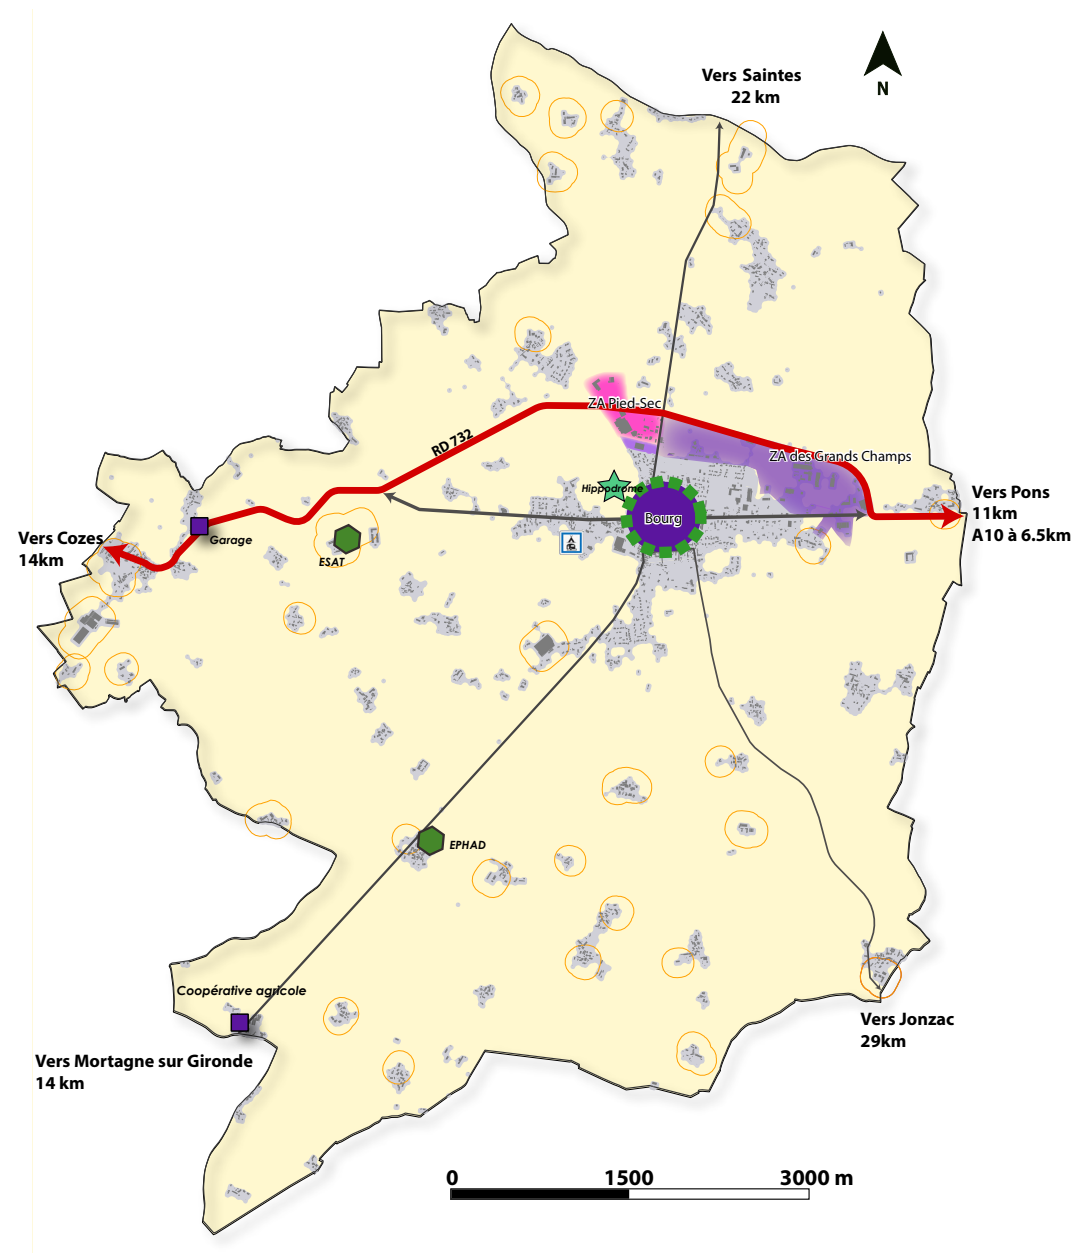 Vers Saintes
22 km
N
ZA Pied-Sec
RD 732
ZA des Grands Champs
Hippodrome
Vers Pons
11km
A10 à 6.5km
Bourg
Vers Cozes
14km
Garage
ESAT
EPHAD
Coopérative agricole
Vers Jonzac
29km
Vers Mortagne sur Gironde
14 km
0 1500 3000 m